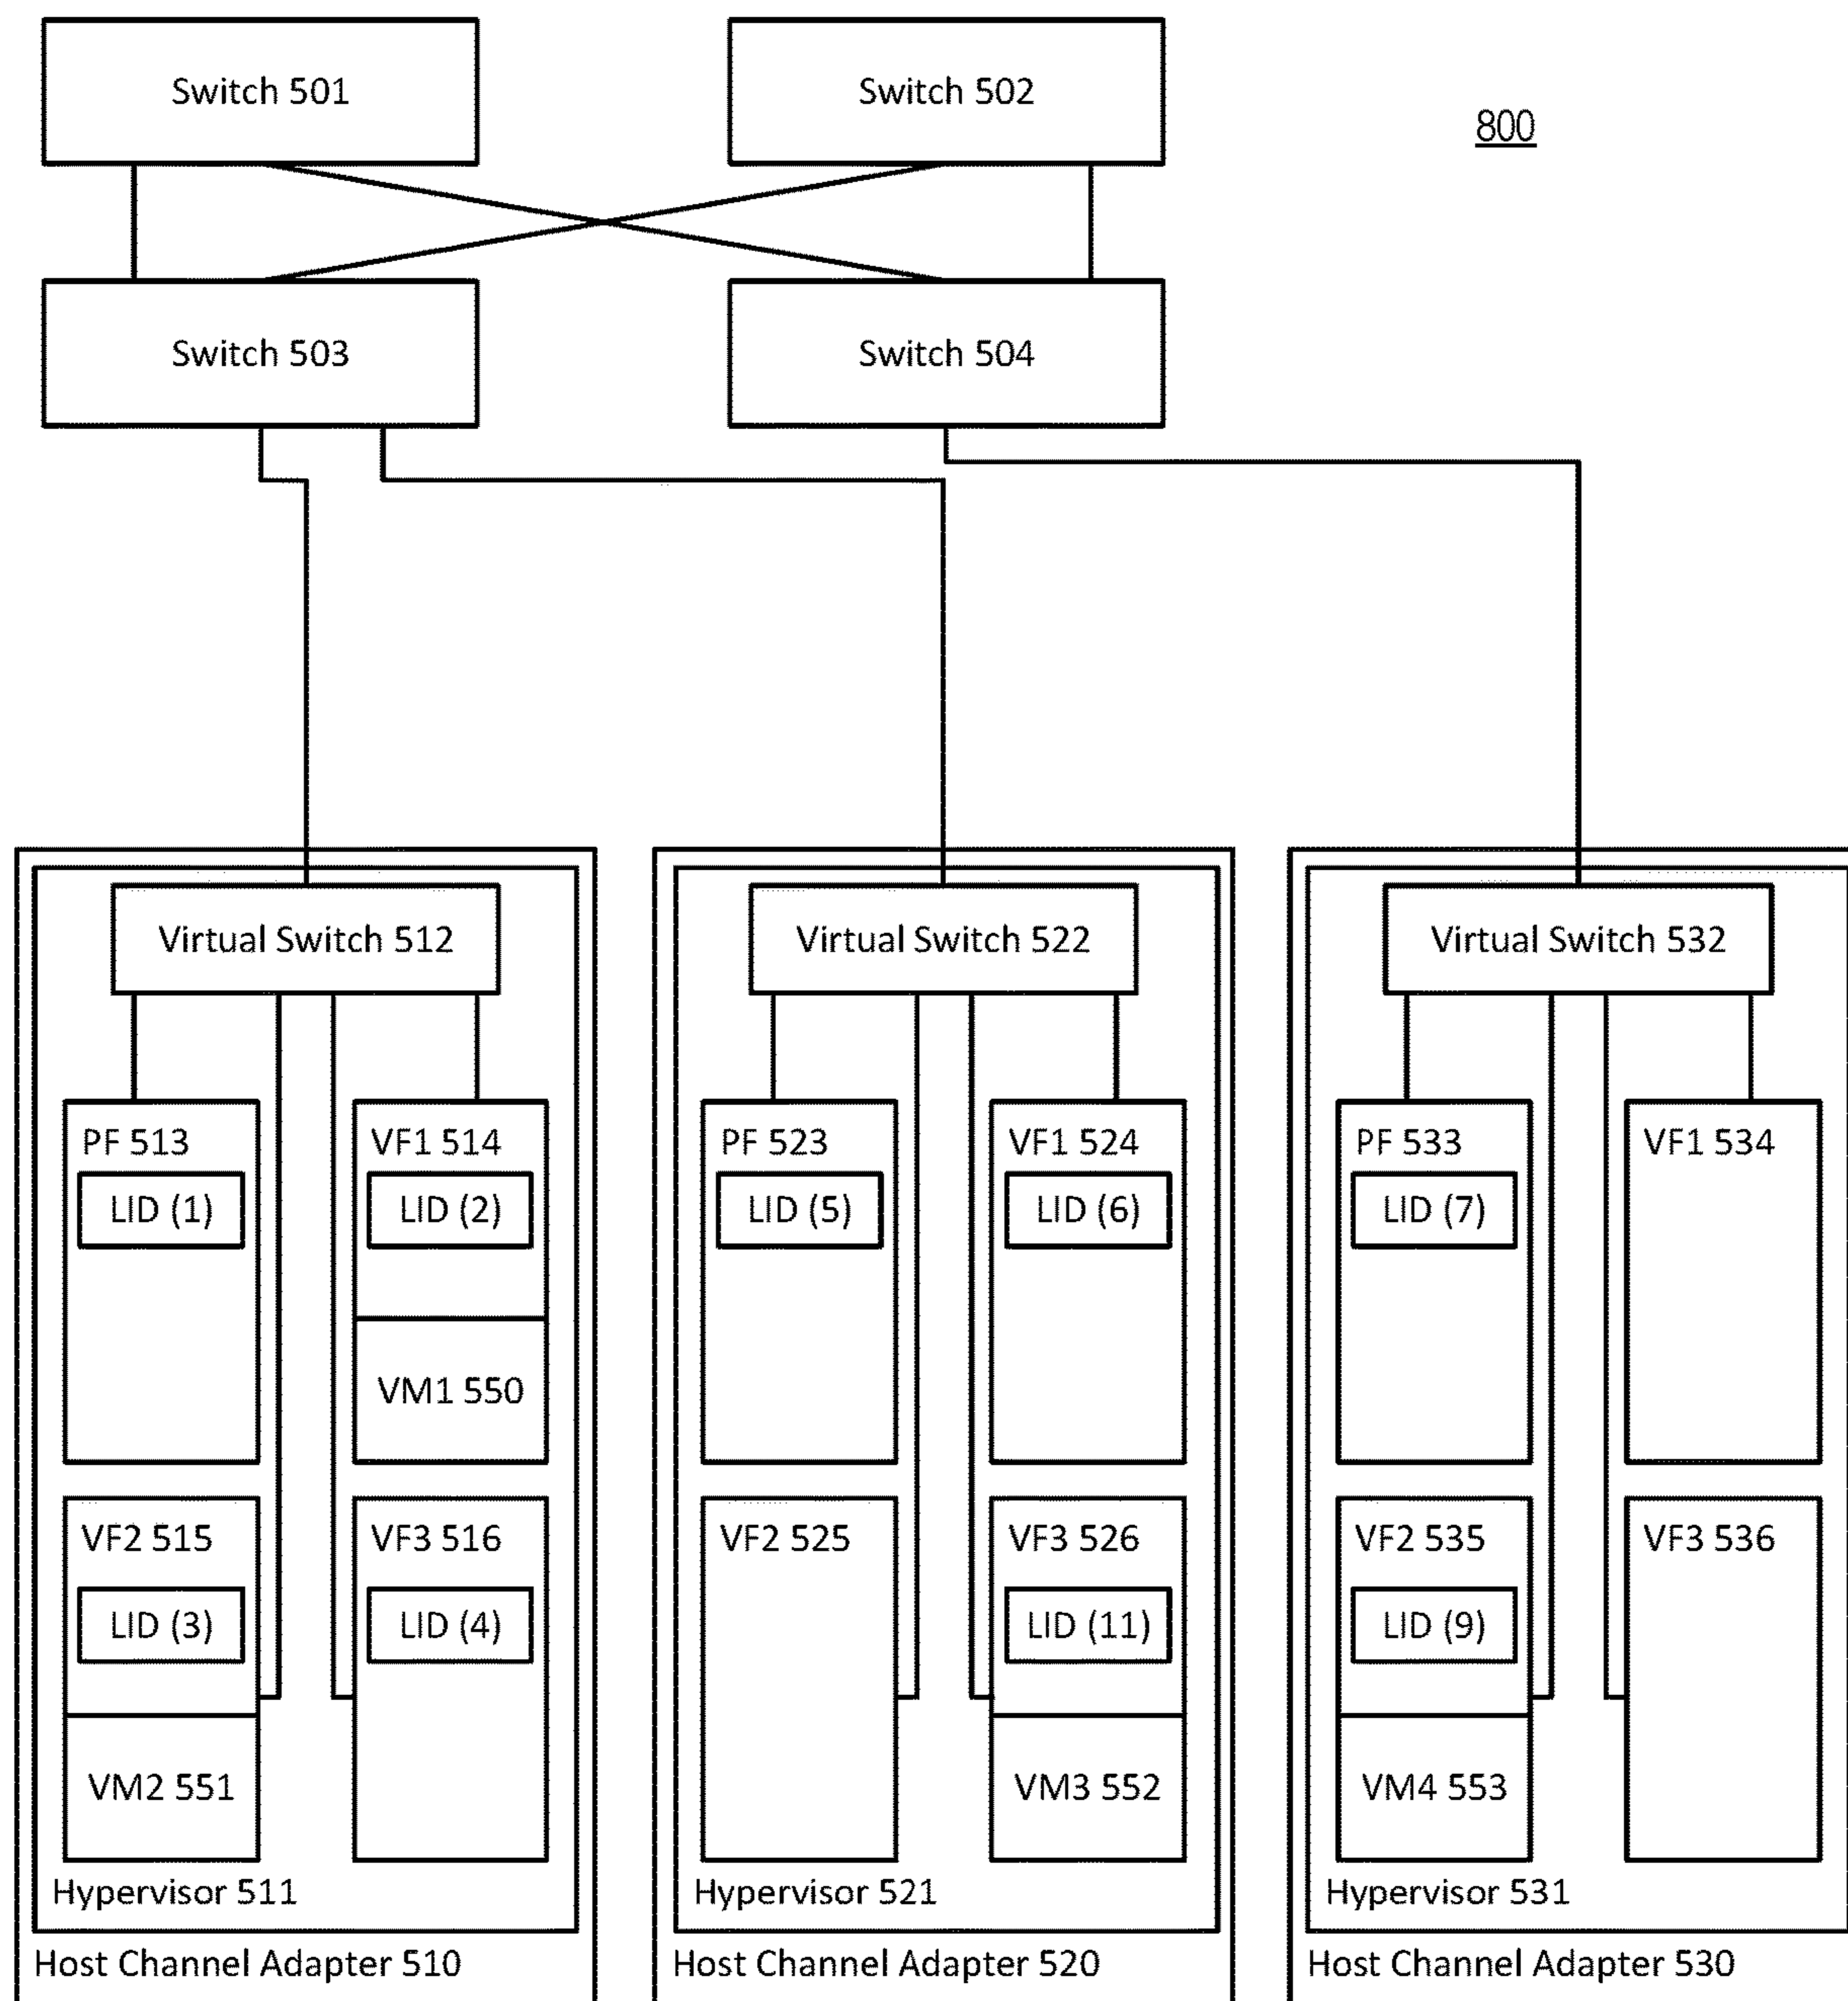 Switch 501
Switch 502
800
Switch 503
Switch 504
Virtual Switch 512
Virtual Switch 522
Virtual Switch 532
PF 513
LID (1)
VF1 514
LID (2)
VM1 550
VF2 515
LID (3)
VM2 551
VF3 516
LID (4)
Hypervisor 511
Host Channel Adapter 510
PF 523
LID (5)
VF1 524
LID (6)
VF2 525
VF3 526
LID (11)
VM3 552
Hypervisor 521
Host Channel Adapter 520
PF 533
LID (7)
VF1 534
VF2 535
LID (9)
VM4 553
VF3 536
Hypervisor 531
Host Channel Adapter 530